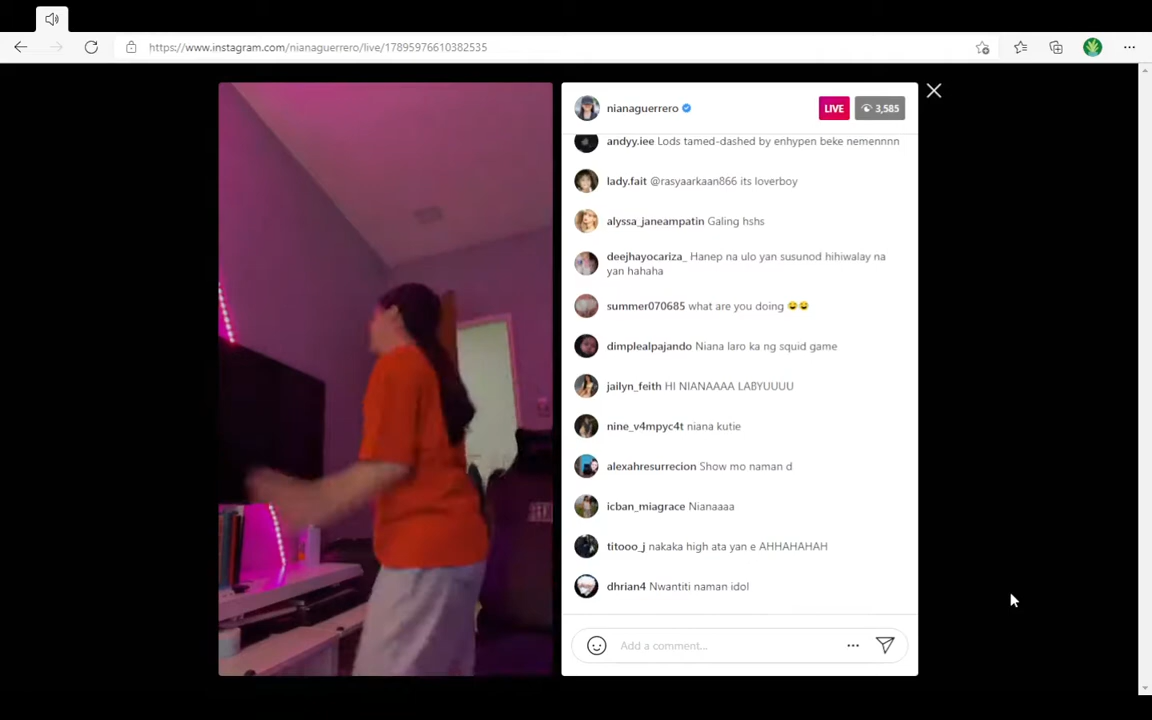 https://www.instagram.com/nianaguerrero/live/17895976610382535
nianaguerrero
LIVE
3,585
andyy.iee Lods tamed-dashed by enhypen beke nemennnn
lady.fait @rasyaarkaan866 its loverboy
alyssa_janeampatin Galing hshs
deejhayocariza_ Hanep na ulo yan susunod hihiwalay na
yan hahaha
summer070685 what are you doing 😂😂
dimplealpajando Niana laro ka ng squid game
jailyn_feith HI NIANAAAA LABYUUUU
nine_v4mpyc4t niana kutie
alexahresurrecion Show mo naman d
icban_miagrace Nianaaaa
titooo_j nakaka high ata yan e AHHAHAHAH
dhrian4 Nwantiti naman idol
Add a comment...